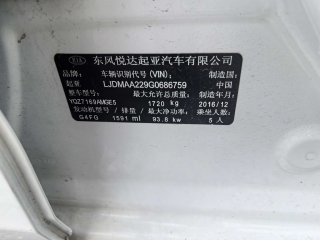 KIA 东风悦达起亚汽车有限公司
品牌: 车辆识别代号(VIN): 制造国:
起亚 LJDMAA229G0686759 中国
整车型号: 最大允许总质量: 制造年月:
YQZ7169AMGE5 1720 kg 2016/12
发动机型号 / 排量 / 最大净功率: 乘坐人数:
G4FG 1591 ml 93.8 kw 5 人